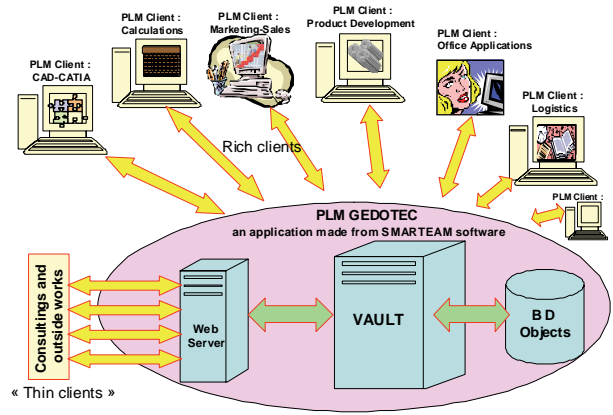 PLM Client :
Calculations
PLM Client :
Marketing-Sales
PLM Client :
Product Development
PLM Client :
Office Applications
PLM Client :
CAD-CATIA
PLM Client :
Logistics
PLM Client :
Rich clients
PLM GEDOTEC
an application made from SMARTEAM software
Consultings and
outside works
Web
Server
VAULT
BD
Objects
« Thin clients »